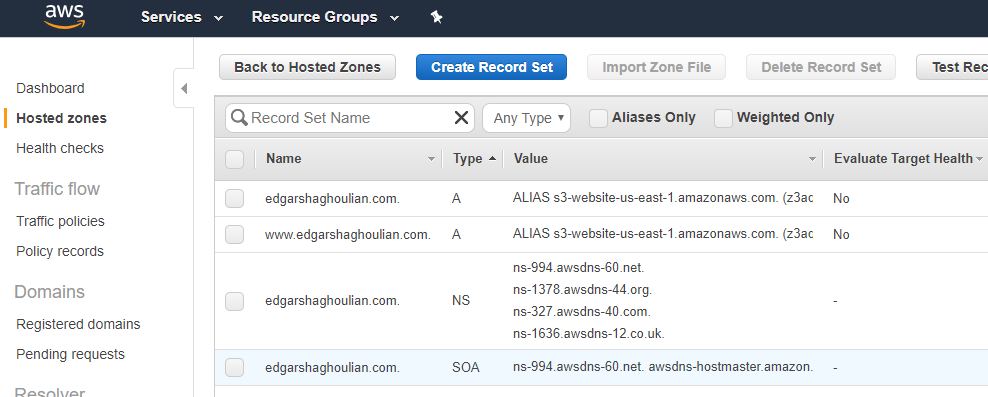 aws Services Resource Groups
Back to Hosted Zones Create Record Set Import Zone File Delete Record Set Test Rec
Dashboard
Hosted zones
Health checks
Traffic flow
Traffic policies
Policy records
Domains
Registered domains
Pending requests
Resolver
Record Set Name Any Type Aliases Only Weighted Only
Name Type Value Evaluate Target Health
edgarshaghoulian.com. A ALIAS s3-website-us-east-1.amazonaws.com. (z3ac No
www.edgarshaghoulian.com. A ALIAS s3-website-us-east-1.amazonaws.com. (z3ac No
edgarshaghoulian.com. NS ns-994.awsdns-60.net.
ns-1378.awsdns-44.org.
ns-327.awsdns-40.com.
ns-1636.awsdns-12.co.uk. -
edgarshaghoulian.com. SOA ns-994.awsdns-60.net. awsdns-hostmaster.amazon. -